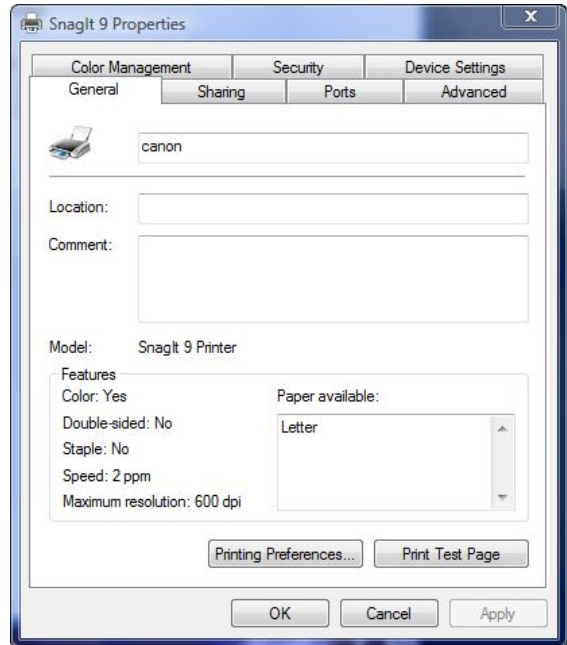 SnagIt 9 Properties
X
Color Management Security Device Settings
General Sharing Ports Advanced
canon
Location:
Comment:
Model: SnagIt 9 Printer
Features
Color: Yes Paper available:
Double-sided: No Letter
Staple: No
Speed: 2 ppm
Maximum resolution: 600 dpi
Printing Preferences... Print Test Page
OK Cancel Apply